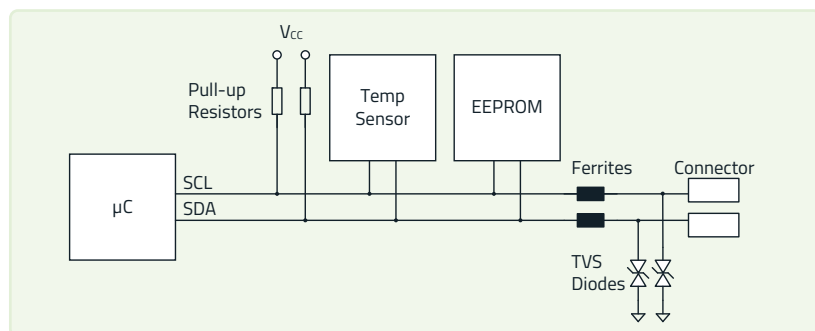 Vcc
Pull-up
Resistors
Temp
Sensor
EEPROM
Ferrites
Connector
SCL
µC
SDA
TVS
Diodes